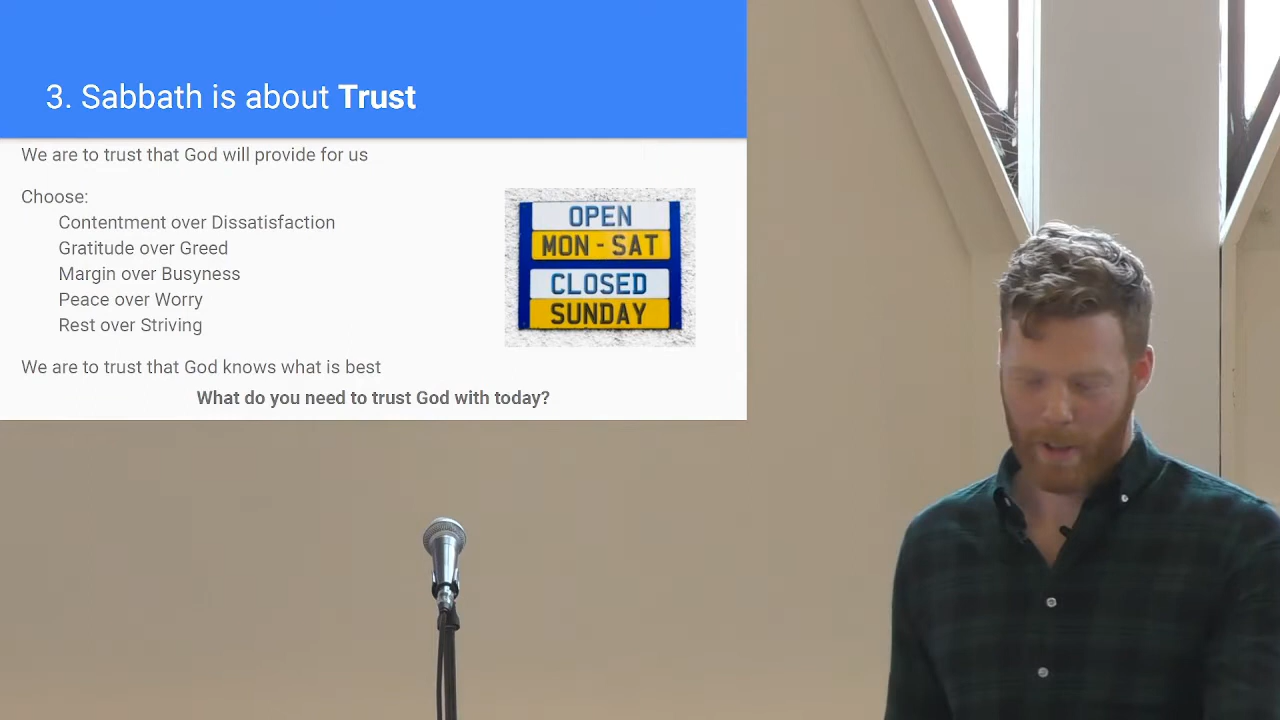 3. Sabbath is about Trust
We are to trust that God will provide for us
Choose:
Contentment over Dissatisfaction
Gratitude over Greed
Margin over Busyness
Peace over Worry
Rest over Striving
OPEN
MON - SAT
CLOSED
SUNDAY
We are to trust that God knows what is best
What do you need to trust God with today?